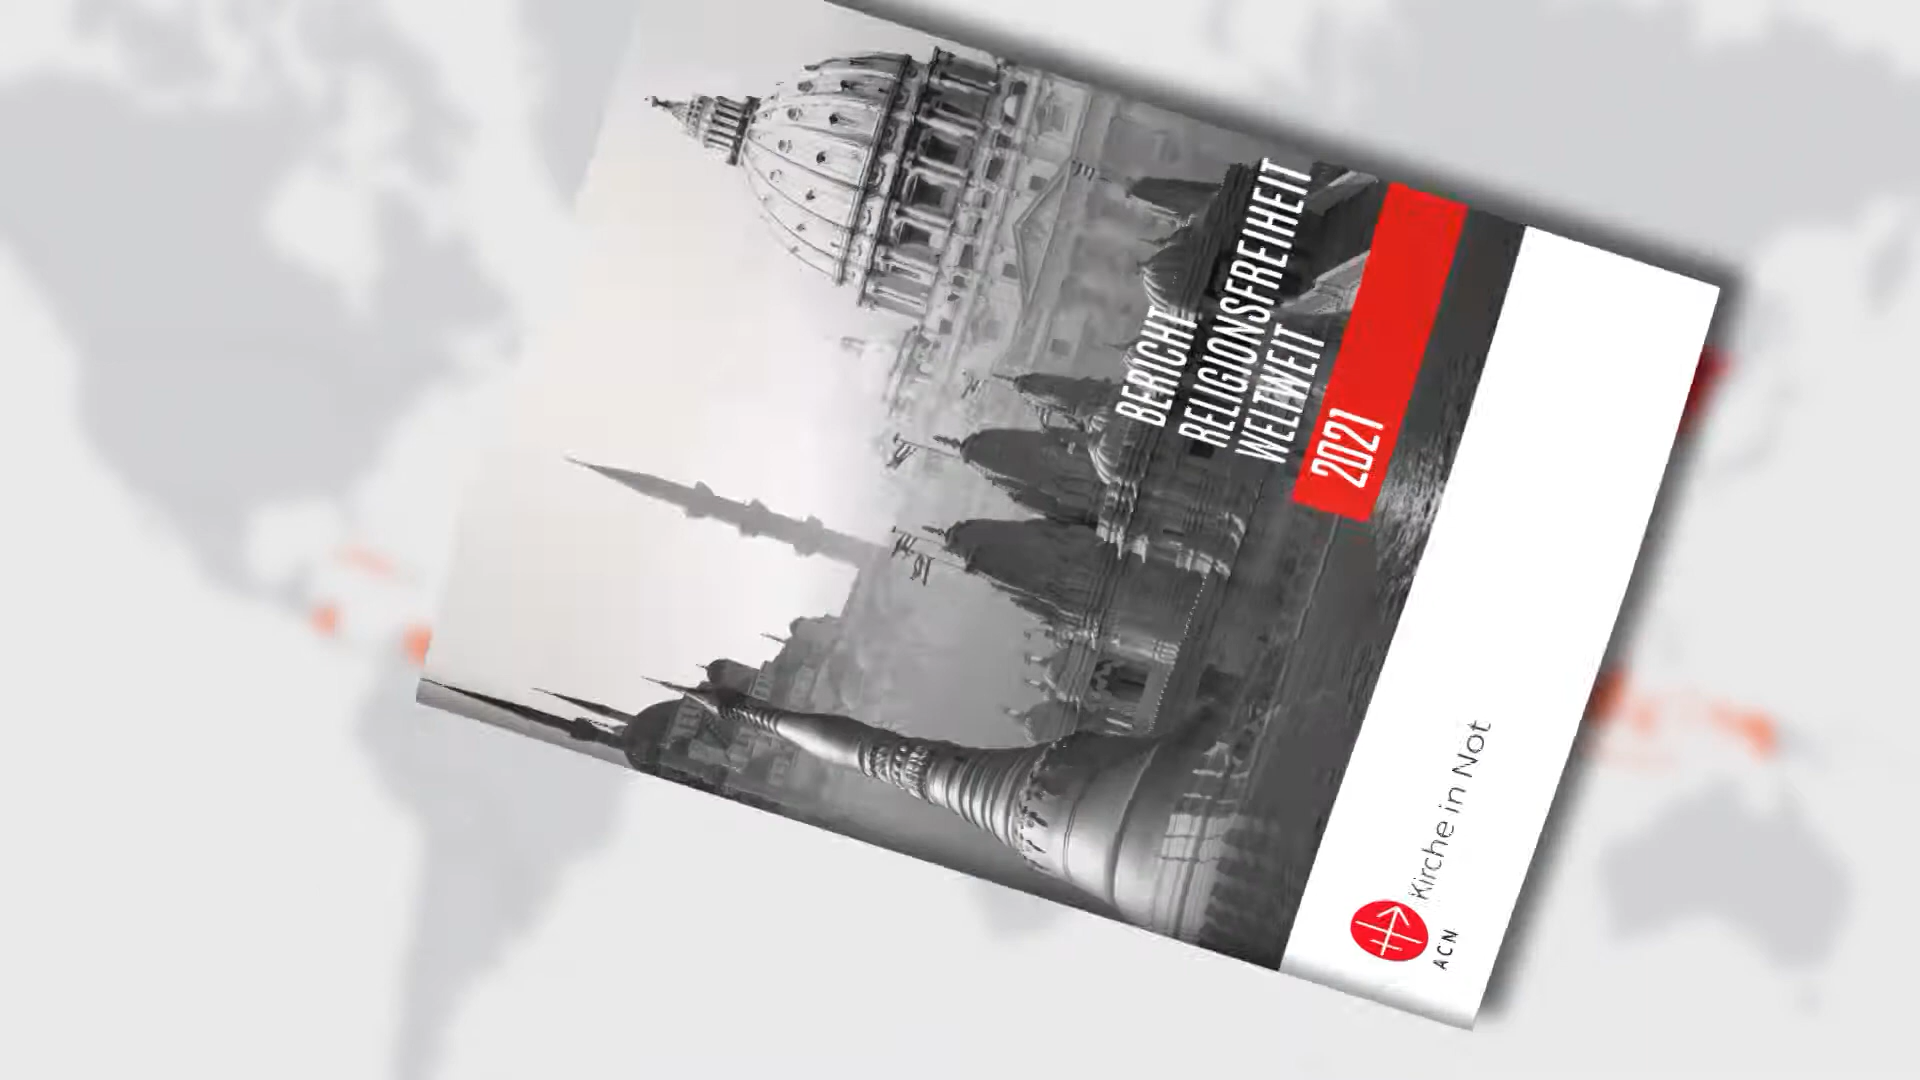 BERICHT
RELIGIONSFREIHEIT
WELTWEIT
2021
Kirche in Not
ACN